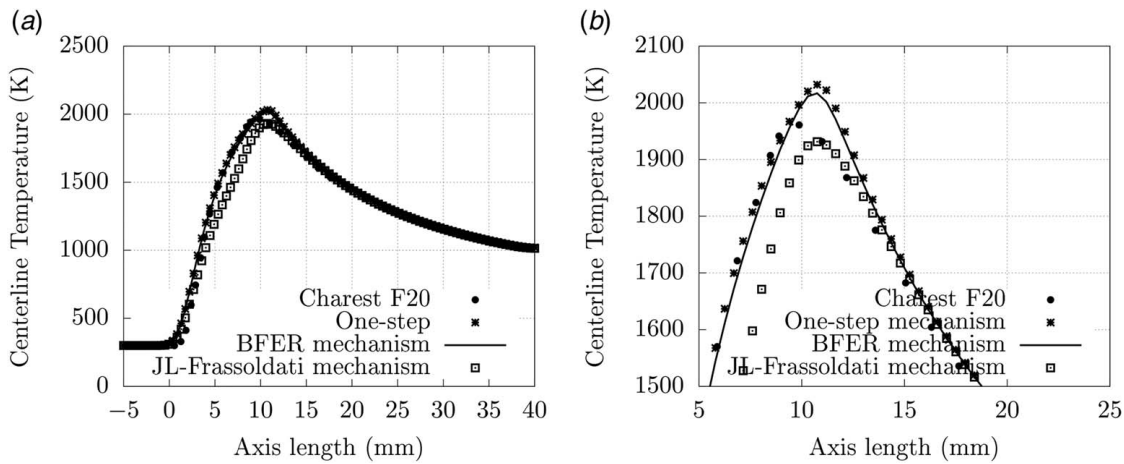 (a)
Centerline Temperature (K)
2500
2000
1500
1000
500
0
Charest F20
One-step
BFER mechanism
JL-Frassoldati mechanism
−5 0 5 10 15 20 25 30 35 40
Axis length (mm)
(b)
Centerline Temperature (K)
2100
2000
1900
1800
1700
1600
1500
Charest F20
One-step mechanism
BFER mechanism
JL-Frassoldati mechanism
5 10 15 20 25
Axis length (mm)